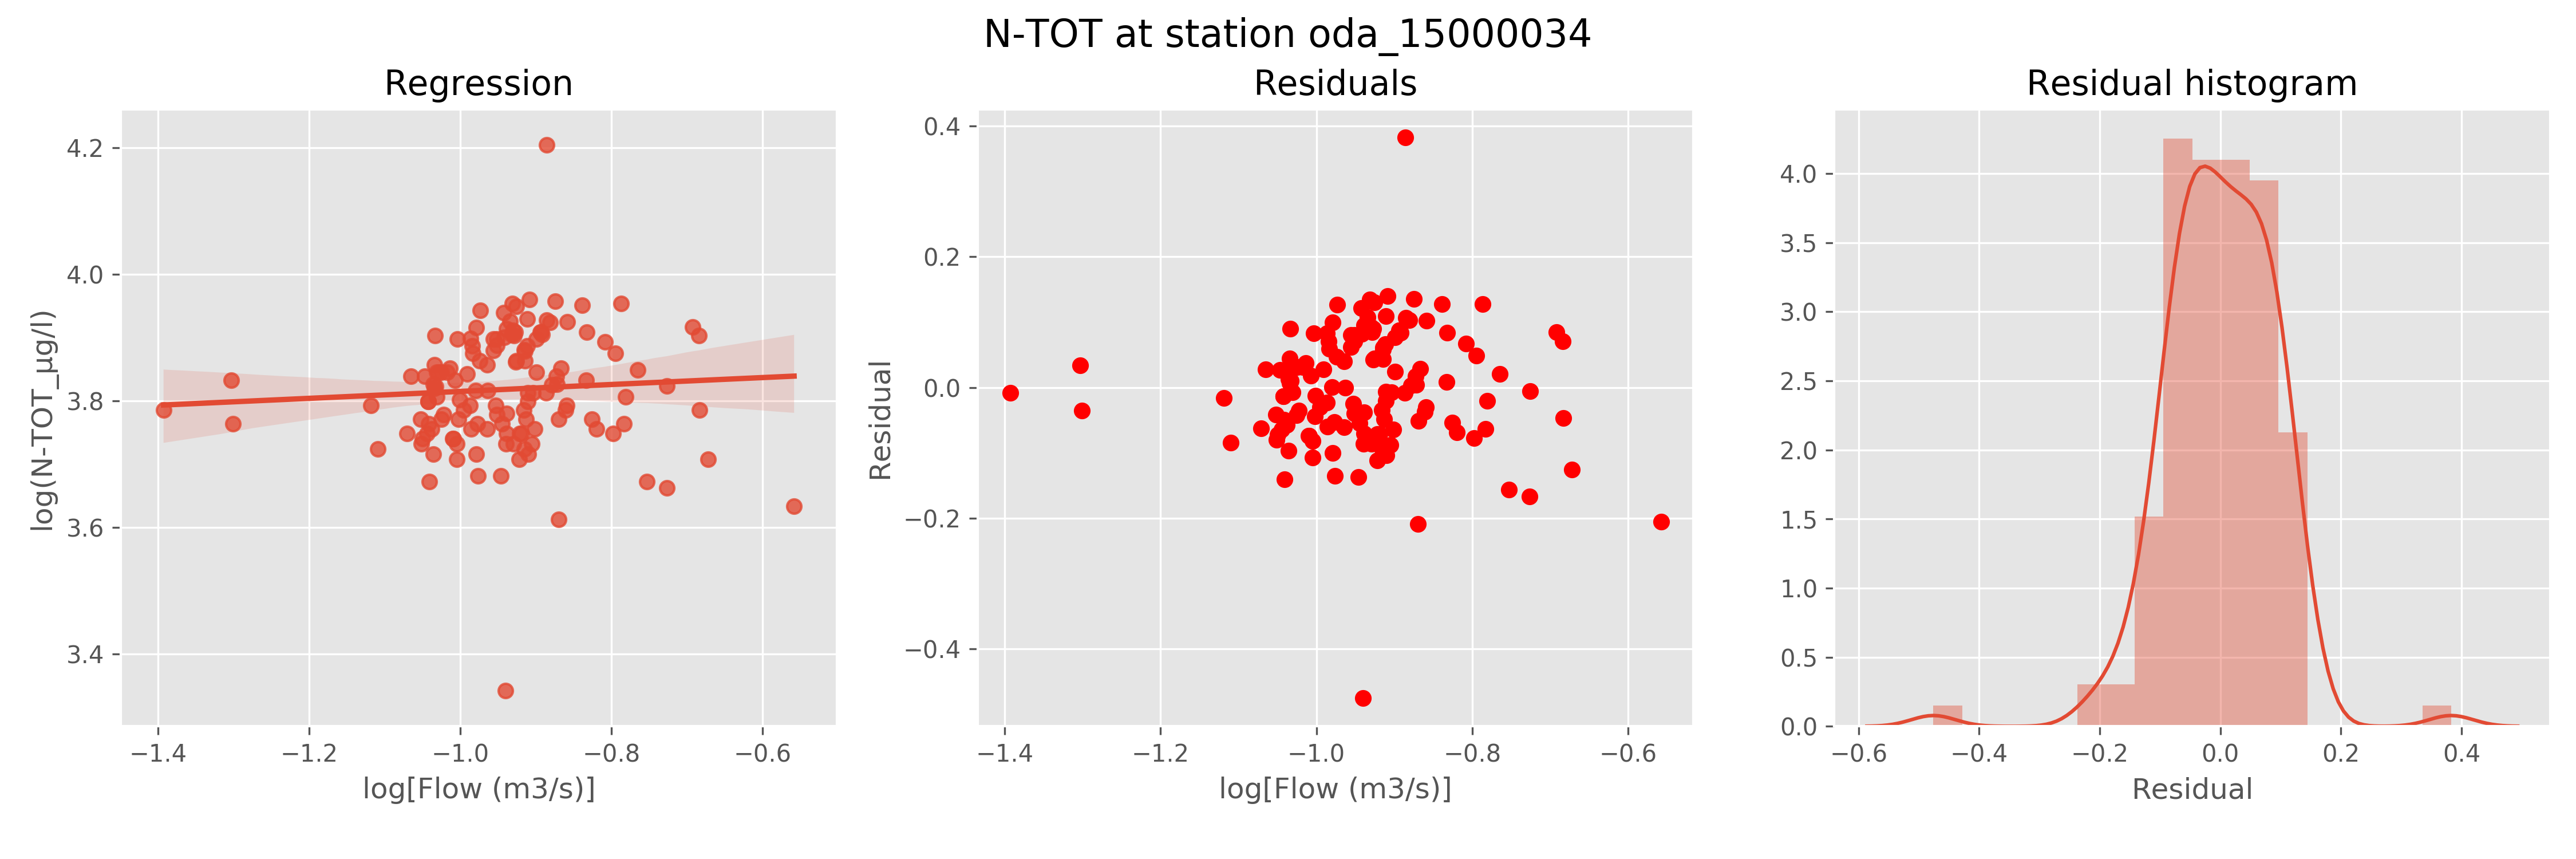 N-TOT at station oda_15000034
Regression
4.2
4.0
3.8
3.6
3.4
log(N-TOT_µg/l)
−1.4 −1.2 −1.0 −0.8 −0.6
log[Flow (m3/s)]
Residuals
0.4
0.2
0.0
−0.2
−0.4
Residual
−1.4 −1.2 −1.0 −0.8 −0.6
log[Flow (m3/s)]
Residual histogram
4.0
3.5
3.0
2.5
2.0
1.5
1.0
0.5
0.0
−0.6 −0.4 −0.2 0.0 0.2 0.4
Residual